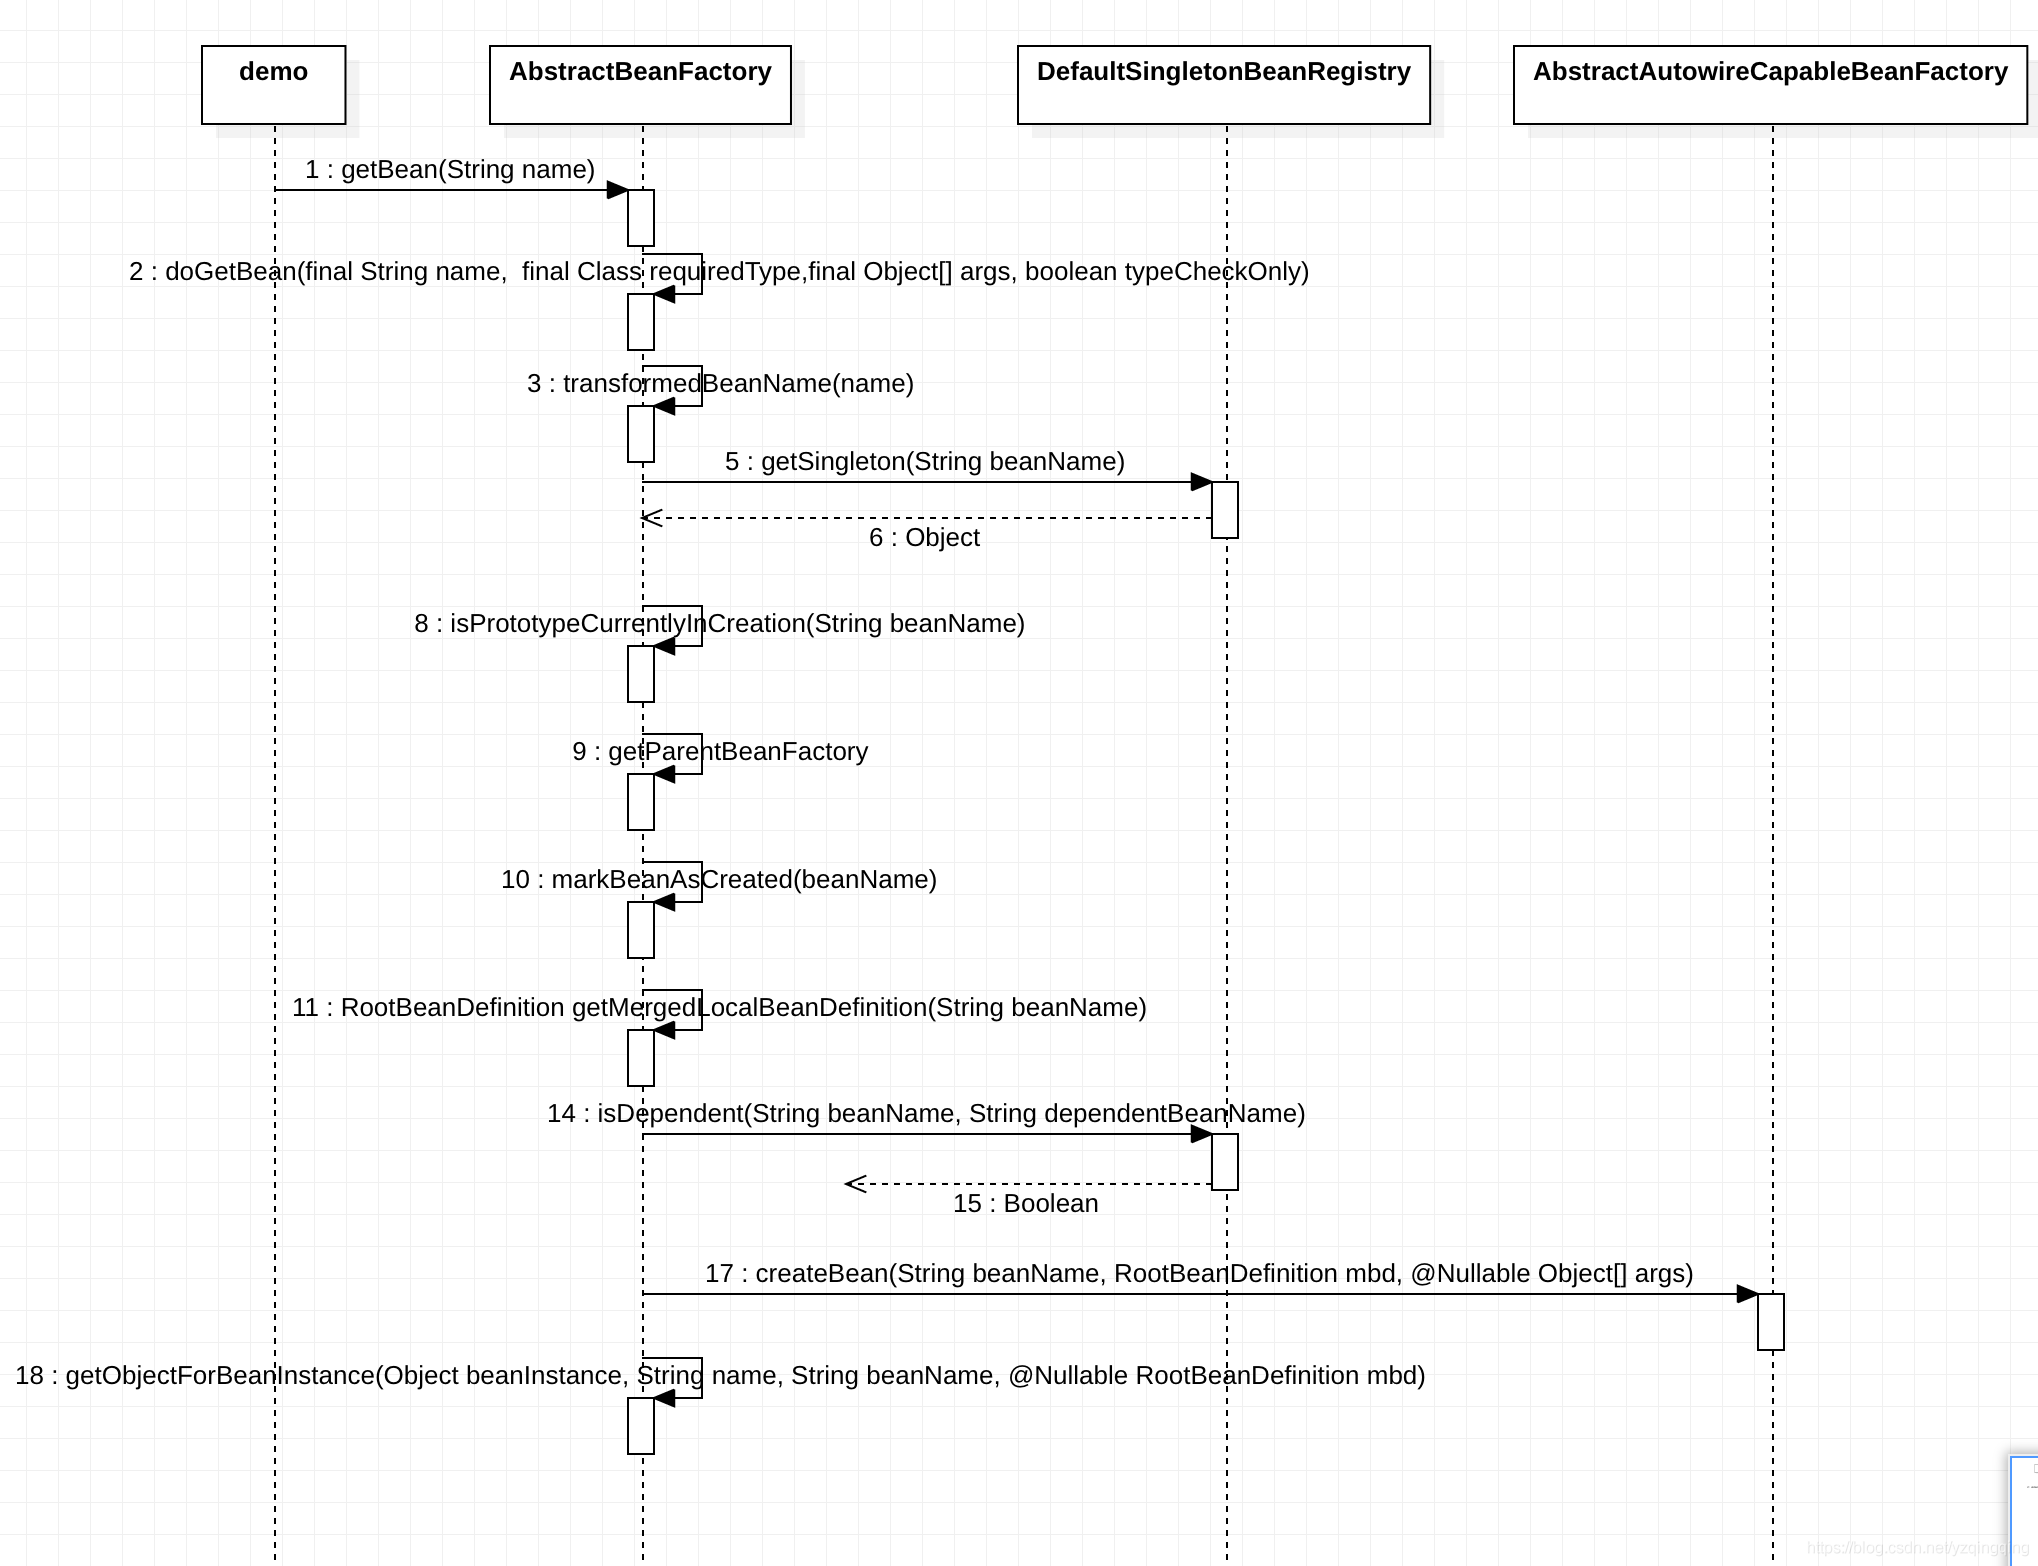 demo
AbstractBeanFactory
DefaultSingletonBeanRegistry
AbstractAutowireCapableBeanFactory
1 : getBean(String name)
2 : doGetBean(final String name,  final Class requiredType,final Object[] args, boolean typeCheckOnly)
3 : transformedBeanName(name)
5 : getSingleton(String beanName)
6 : Object
8 : isPrototypeCurrentlyInCreation(String beanName)
9 : getParentBeanFactory
10 : markBeanAsCreated(beanName)
11 : RootBeanDefinition getMergedLocalBeanDefinition(String beanName)
14 : isDependent(String beanName, String dependentBeanName)
15 : Boolean
17 : createBean(String beanName, RootBeanDefinition mbd, @Nullable Object[] args)
18 : getObjectForBeanInstance(Object beanInstance, String name, String beanName, @Nullable RootBeanDefinition mbd)
https://blog.csdn.net/yzqingqing